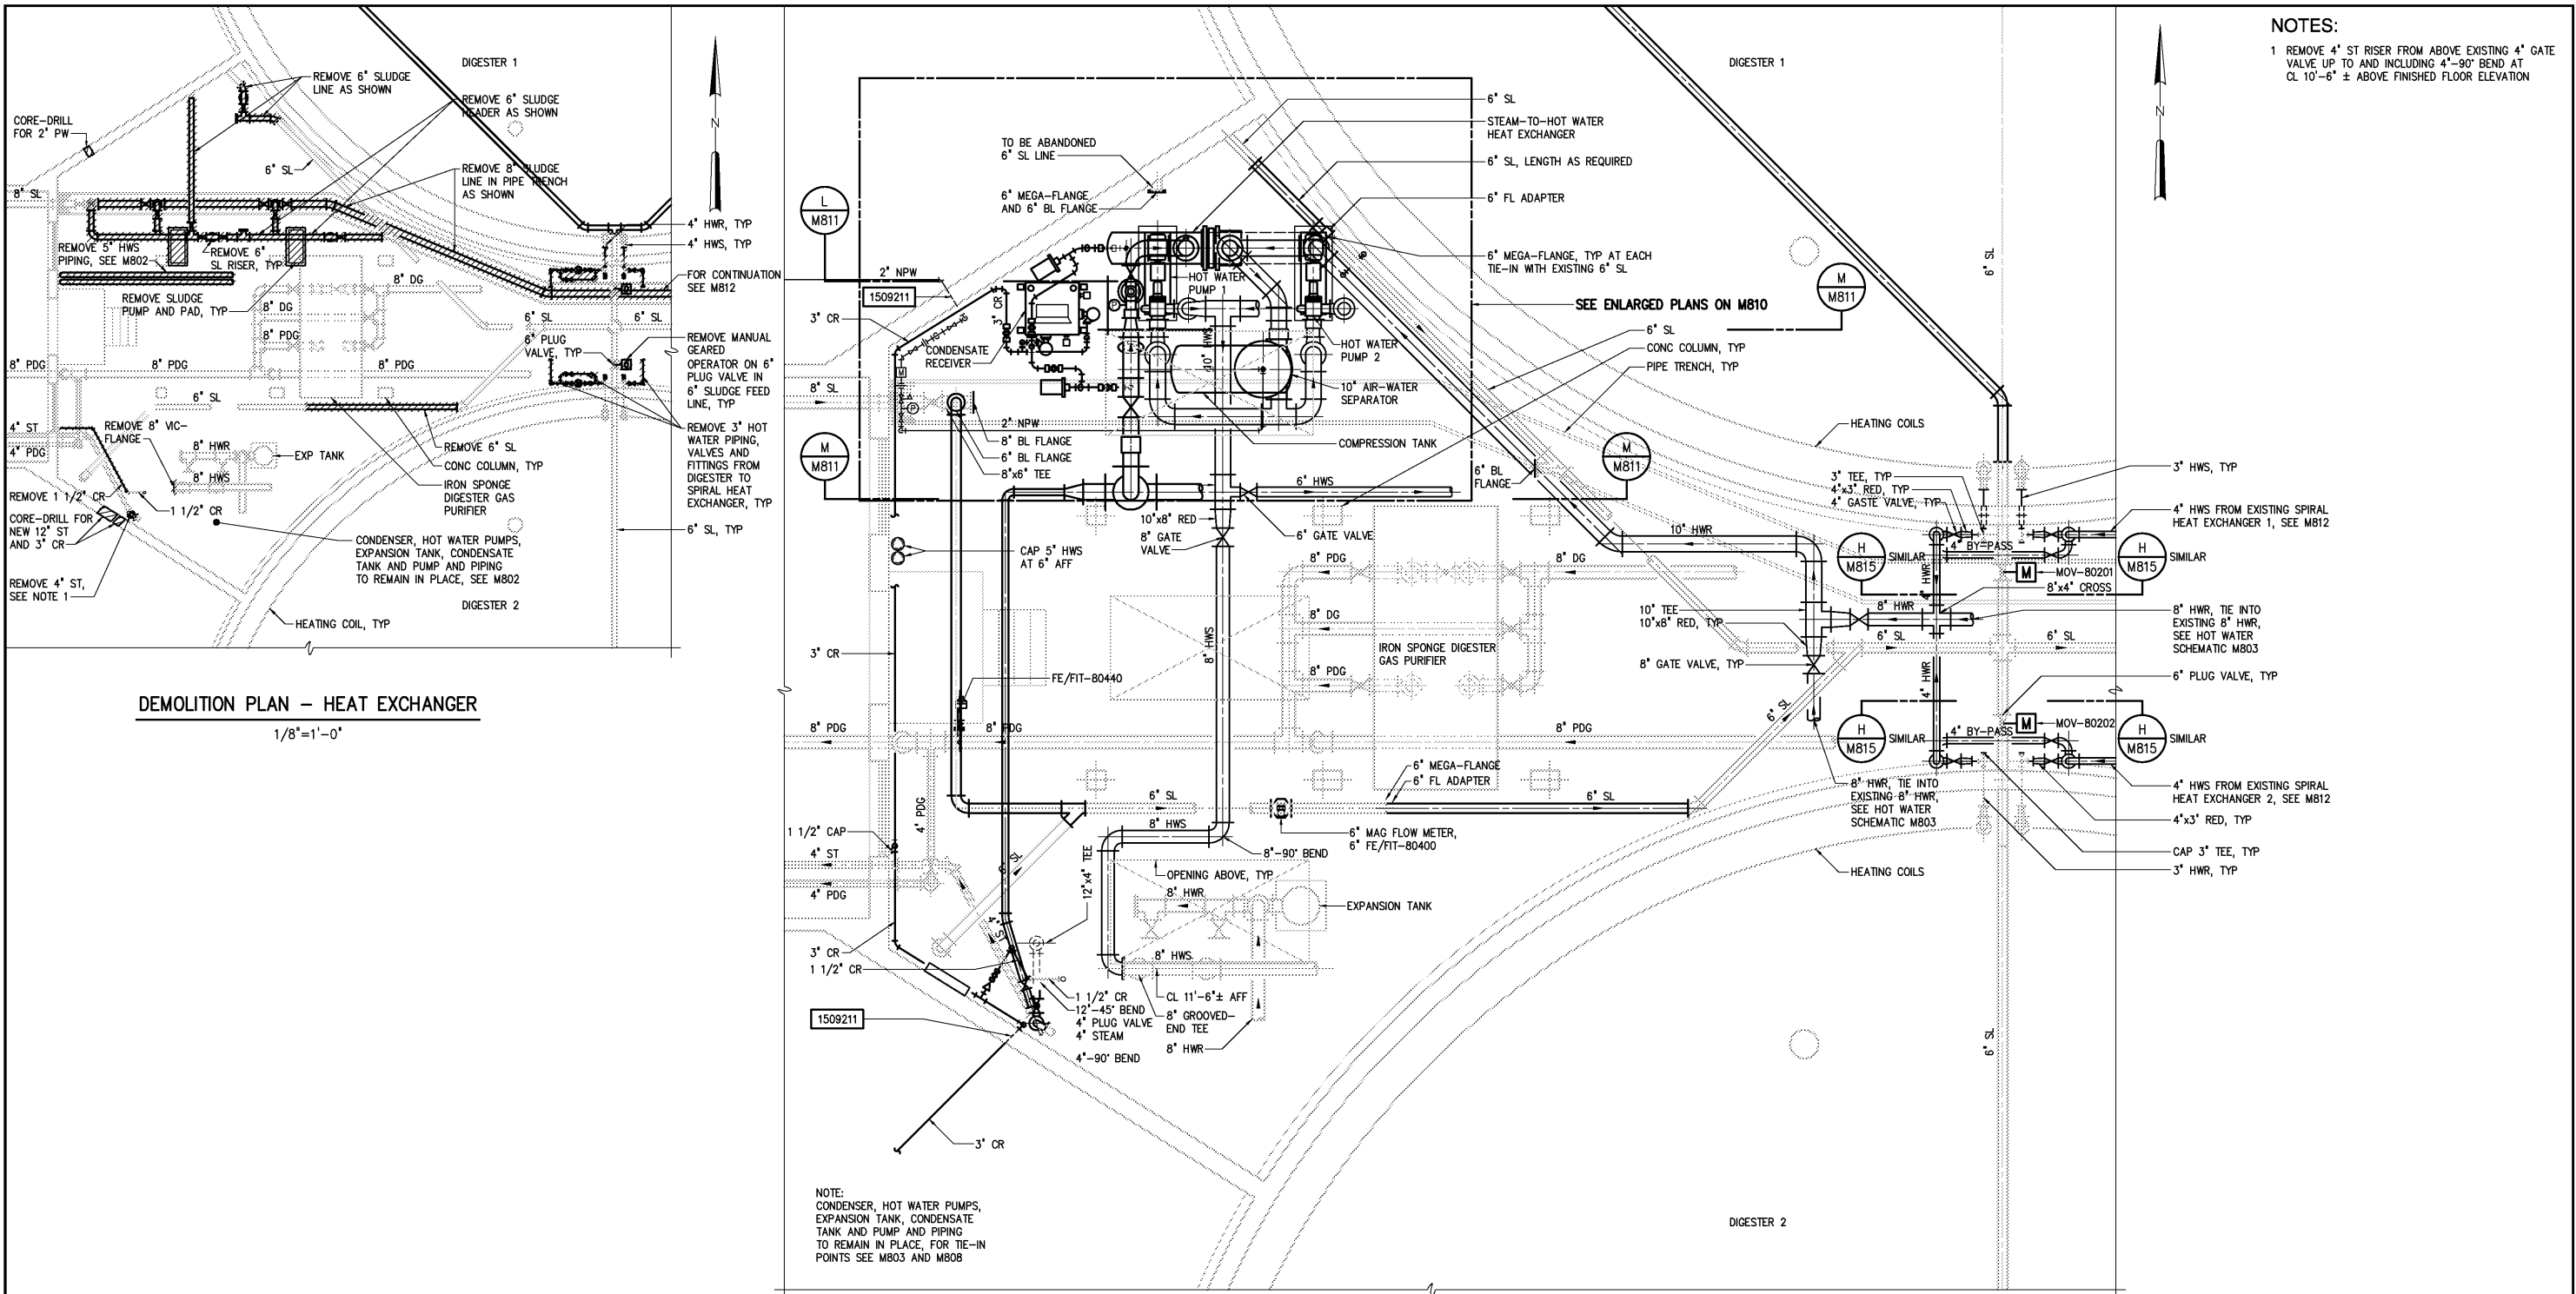 DIGESTER 1
REMOVE 6" SLUDGE
LINE AS SHOWN
REMOVE 6" SLUDGE
HEADER AS SHOWN
CORE-DRILL
FOR 2" PW
6" SL
REMOVE 8" SLUDGE
LINE IN PIPE TRENCH
AS SHOWN
8" SL
N
4" HWR, TYP
4" HWS, TYP
REMOVE 5" HWS
PIPING, SEE M802
REMOVE 6"
SL RISER, TYP
8" DG
FOR CONTINUATION
SEE M812
REMOVE SLUDGE
PUMP AND PAD, TYP
8" DG
8" PDG
6" SL
6" SL
6" PLUG
VALVE, TYP
REMOVE MANUAL
GEARED
OPERATOR ON 6"
PLUG VALVE IN
6" SLUDGE FEED
LINE, TYP
8" PDG
8" PDG
8" PDG
6" SL
REMOVE 8" VIC-
FLANGE
4" ST
4" PDG
8" HWR
EXP TANK
8" HWS
REMOVE 6" SL
CONC COLUMN, TYP
IRON SPONGE
DIGESTER GAS
PURIFIER
REMOVE 3" HOT
WATER PIPING,
VALVES AND
FITTINGS FROM
DIGESTER TO
SPIRAL HEAT
EXCHANGER, TYP
REMOVE 1 1/2" CR
1 1/2" CR
CORE-DRILL FOR
NEW 12" ST
AND 3" CR
6" SL, TYP
CONDENSER, HOT WATER PUMPS,
EXPANSION TANK, CONDENSATE
TANK AND PUMP AND PIPING
TO REMAIN IN PLACE, SEE M802
REMOVE 4" ST,
SEE NOTE 1
DIGESTER 2
HEATING COIL, TYP
DEMOLITION PLAN - HEAT EXCHANGER
1/8"=1'-0"
DIGESTER 1
6" SL
STEAM-TO-HOT WATER
HEAT EXCHANGER
TO BE ABANDONED
6" SL LINE
6" SL, LENGTH AS REQUIRED
6" MEGA-FLANGE
AND 6" BL FLANGE
6" FL ADAPTER
L
M811
6" MEGA-FLANGE, TYP AT EACH
TIE-IN WITH EXISTING 6" SL
2" NPW
HOT WATER
PUMP 1
M
M811
1509211
SEE ENLARGED PLANS ON M810
3" CR
3" CR
P
6" SL
CONDENSATE
RECEIVER
10" HWS
HOT WATER
PUMP 2
CONC COLUMN, TYP
PIPE TRENCH, TYP
M
8" SL
P
10" AIR-WATER
SEPARATOR
2" NPW
HEATING COILS
M
M811
8" BL FLANGE
6" BL FLANGE
8"x6" TEE
COMPRESSION TANK
6" BL
FLANGE
M
M811
6" HWS
3" TEE, TYP
4"x3" RED, TYP
4" GASTE VALVE, TYP
3" HWS, TYP
10"x8" RED
8" GATE
VALVE
6" GATE VALVE
10" HWR
4" HWS FROM EXISTING SPIRAL
HEAT EXCHANGER 1, SEE M812
CAP 5" HWS
AT 6" AFF
8" PDG
8" DG
H
M815
SIMILAR
4" BY-PASS
H
M815
SIMILAR
4" HWR
M
MOV-80201
8"x4" CROSS
10" TEE
10"x8" RED, TYP
8" HWR
8" HWR, TIE INTO
EXISTING 8" HWR,
SEE HOT WATER
SCHEMATIC M803
8" DG
8" HWS
IRON SPONGE DIGESTER
GAS PURIFIER
6" SL
6" SL
3" CR
8" GATE VALVE, TYP
8" PDG
FE/FIT-80440
4" HWR
6" PLUG VALVE, TYP
6" SL
8" PDG
8" PDG
8" PDG
M
MOV-80202
H
M815
SIMILAR
4" BY-PASS
H
M815
SIMILAR
6" MEGA-FLANGE
6" FL ADAPTER
8" HWR, TIE INTO
EXISTING 8" HWR,
SEE HOT WATER
SCHEMATIC M803
4" HWS FROM EXISTING SPIRAL
HEAT EXCHANGER 2, SEE M812
4" PDG
6" SL
6" SL
1 1/2" CAP
8" HWS
6" MAG FLOW METER,
6" FE/FIT-80400
4"x3" RED, TYP
4" ST
8"-90° BEND
CAP 3" TEE, TYP
12"x4" TEE
OPENING ABOVE, TYP
HEATING COILS
3" HWR, TYP
4" PDG
8" HWR
EXPANSION TANK
4" ST
3" CR
1 1/2" CR
8" HWS
1 1/2" CR
12"-45° BEND
4" PLUG VALVE
4" STEAM
CL 11'-6"± AFF
8" GROOVED-
END TEE
1509211
8" HWR
4"-90° BEND
6" SL
6" SL
3" CR
NOTE:
CONDENSER, HOT WATER PUMPS,
EXPANSION TANK, CONDENSATE
TANK AND PUMP AND PIPING
TO REMAIN IN PLACE, FOR TIE-IN
POINTS SEE M803 AND M808
DIGESTER 2
N
NOTES:
1 REMOVE 4" ST RISER FROM ABOVE EXISTING 4" GATE
VALVE UP TO AND INCLUDING 4"-90° BEND AT
CL 10'-6" ± ABOVE FINISHED FLOOR ELEVATION